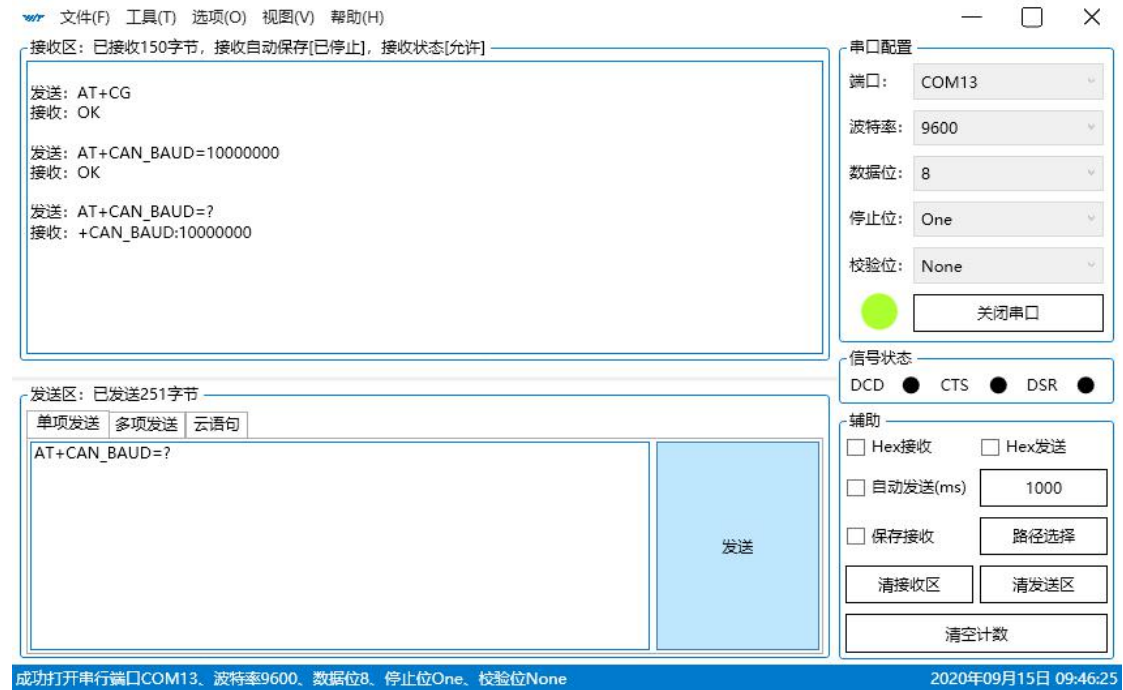 文件(F) 工具(T) 选项(O) 视图(V) 帮助(H)
接收区：已接收150字节，接收自动保存[已停止]，接收状态[允许]
发送：AT+CG
接收：OK
发送：AT+CAN_BAUD=10000000
接收：OK
发送：AT+CAN_BAUD=?
接收：+CAN_BAUD:10000000
发送区：已发送251字节
单项发送 多项发送 云语句
AT+CAN_BAUD=?
发送
串口配置
端口： COM13
波特率： 9600
数据位： 8
停止位： One
校验位： None
关闭串口
信号状态
DCD CTS DSR
辅助
Hex接收 Hex发送
自动发送(ms) 1000
保存接收 路径选择
清接收区 清发送区
清空计数
成功打开串行端口COM13、波特率9600、数据位8、停止位One、校验位None 2020年09月15日 09:46:25